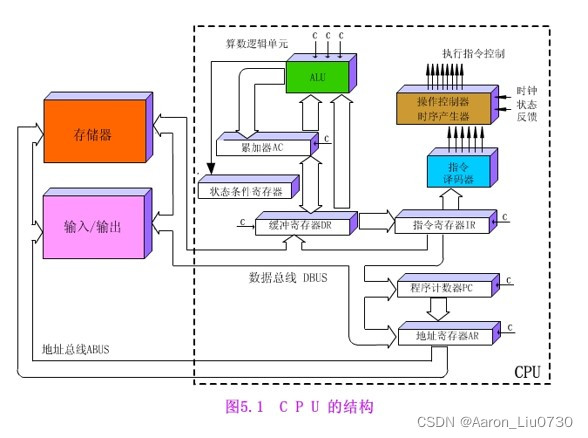 算数逻辑单元
C C C
ALU
执行指令控制
操作控制器
时序产生器
时钟
状态
反馈
存储器
累加器AC
C
指令
译码器
状态条件寄存器
输入/输出
C
缓冲寄存器DR
指令寄存器IR
C
数据总线 DBUS
程序计数器PC
C
地址寄存器AR
C
地址总线ABUS
CPU
图5.1 C P U 的结构
CSDN @Aaron_Liu0730